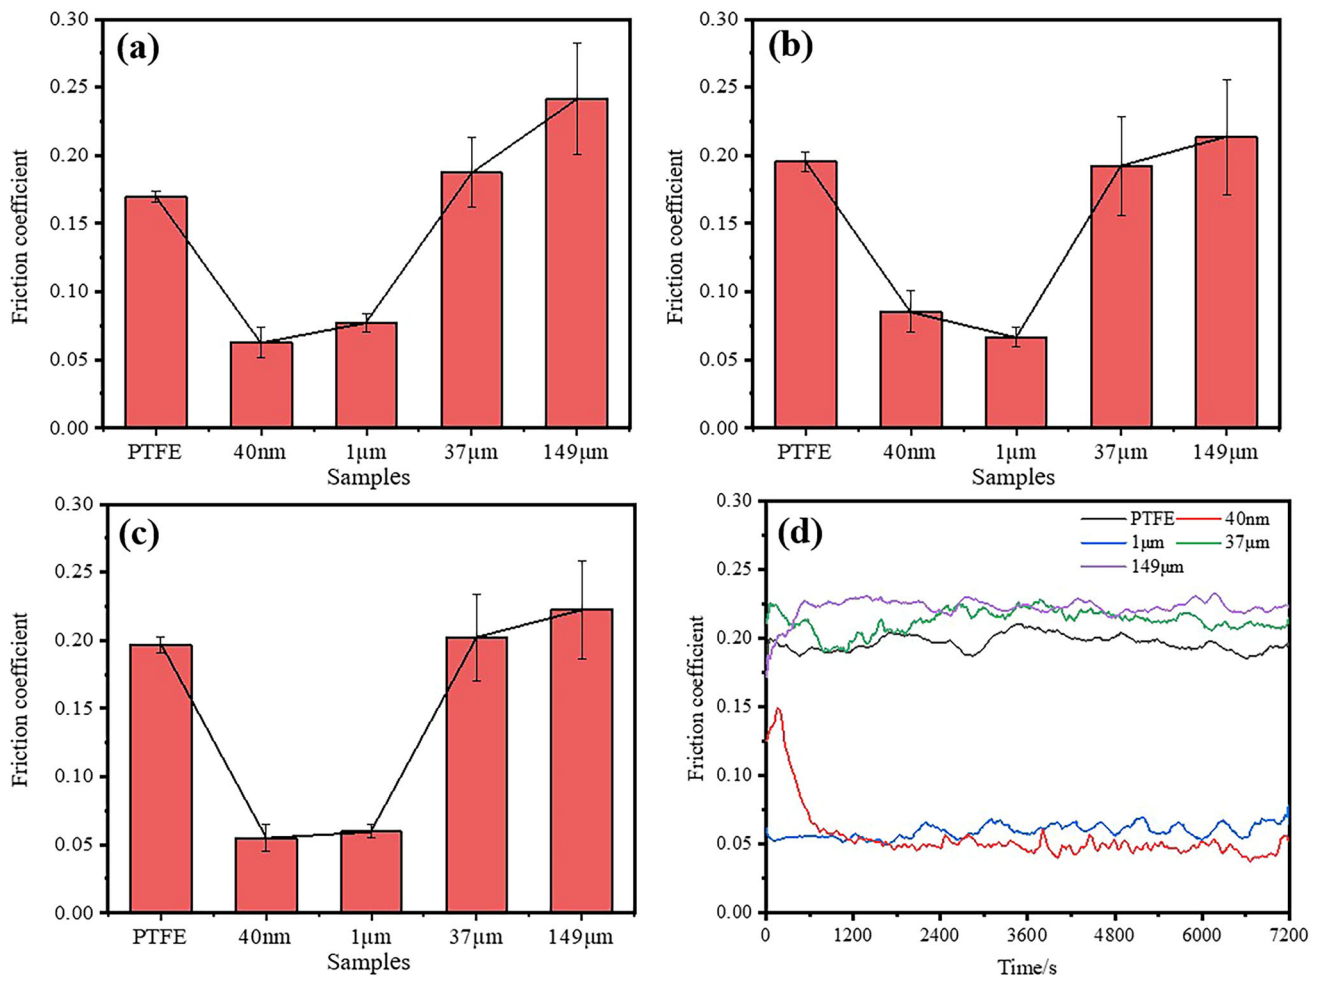 (a)
Friction coefficient
0.30
0.25
0.20
0.15
0.10
0.05
0.00
PTFE 40nm 1μm 37μm 149μm
Samples
(b)
Friction coefficient
0.30
0.25
0.20
0.15
0.10
0.05
0.00
PTFE 40nm 1μm 37μm 149μm
Samples
(c)
Friction coefficient
0.30
0.25
0.20
0.15
0.10
0.05
0.00
PTFE 40nm 1μm 37μm 149μm
Samples
(d)
PTFE 40nm
1μm 37μm
149μm
Friction coefficient
0.30
0.25
0.20
0.15
0.10
0.05
0.00
0 1200 2400 3600 4800 6000 7200
Time/s